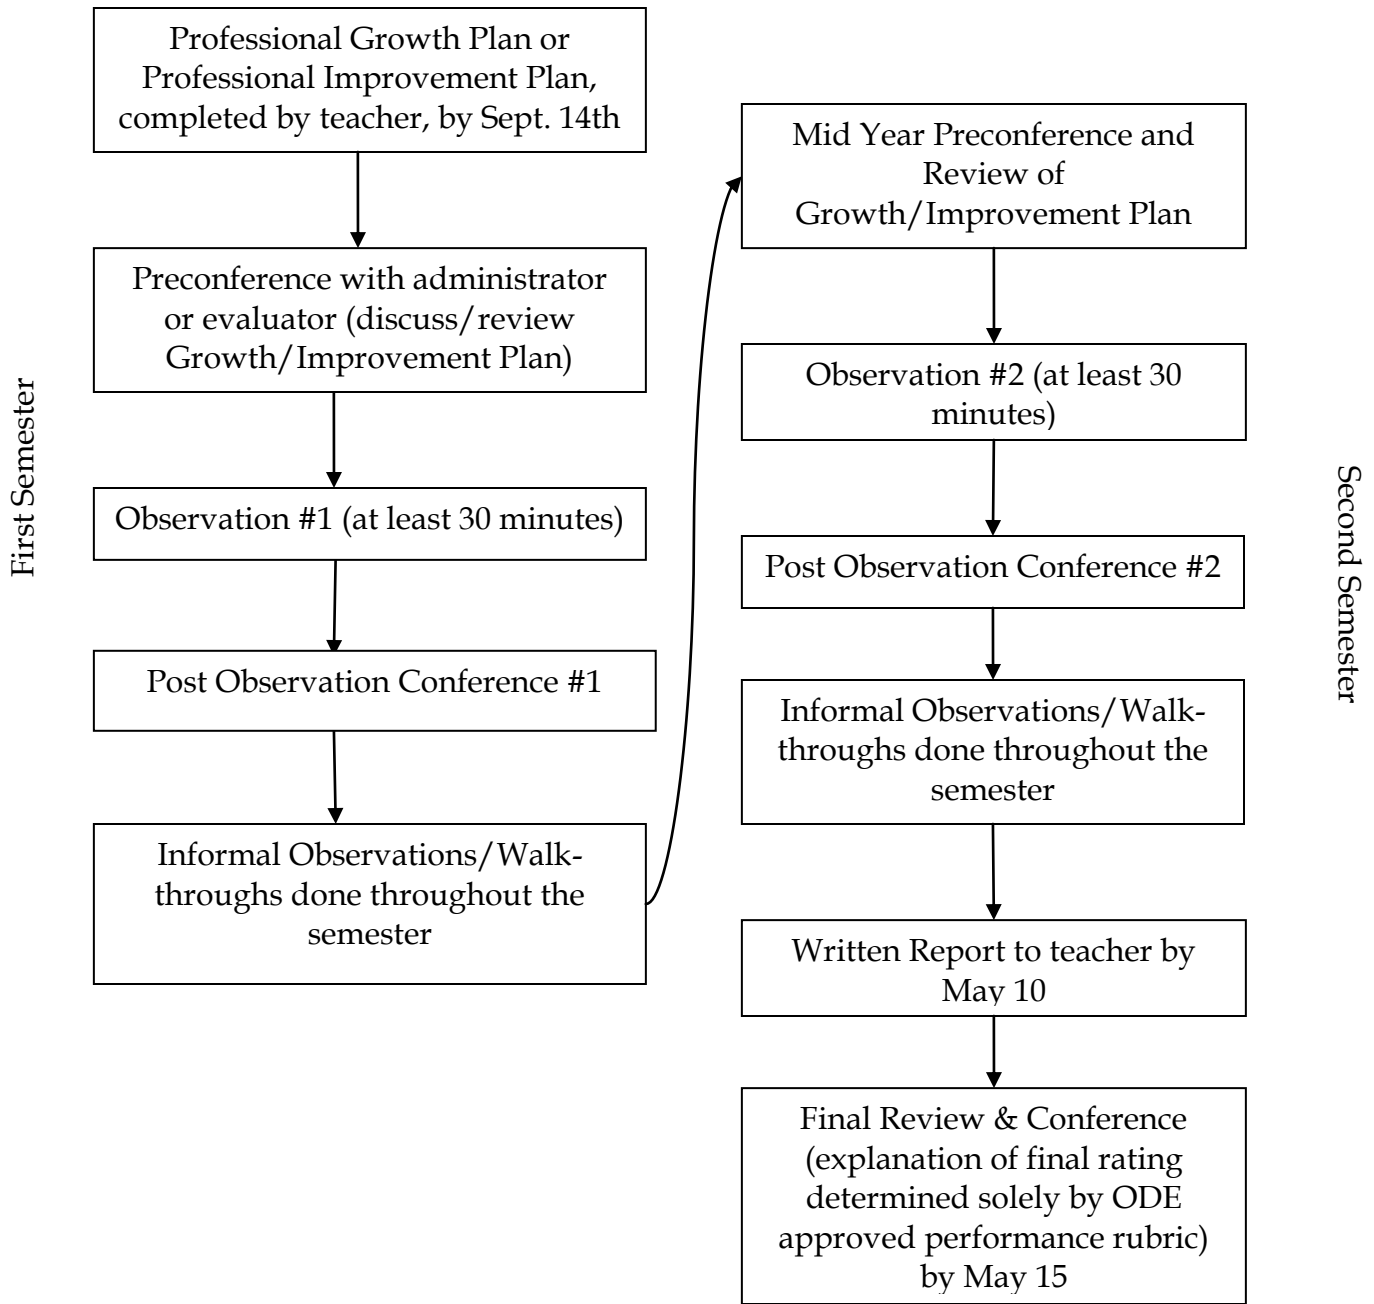 First Semester
Professional Growth Plan or
Professional Improvement Plan,
completed by teacher, by Sept. 14th
Preconference with administrator
or evaluator (discuss/review
Growth/Improvement Plan)
Observation #1 (at least 30 minutes)
Post Observation Conference #1
Informal Observations/Walk-
throughs done throughout the
semester
Mid Year Preconference and
Review of
Growth/Improvement Plan
Observation #2 (at least 30
minutes)
Post Observation Conference #2
Informal Observations/Walk-
throughs done throughout the
semester
Written Report to teacher by
May 10
Final Review & Conference
(explanation of final rating
determined solely by ODE
approved performance rubric)
by May 15
Second Semester